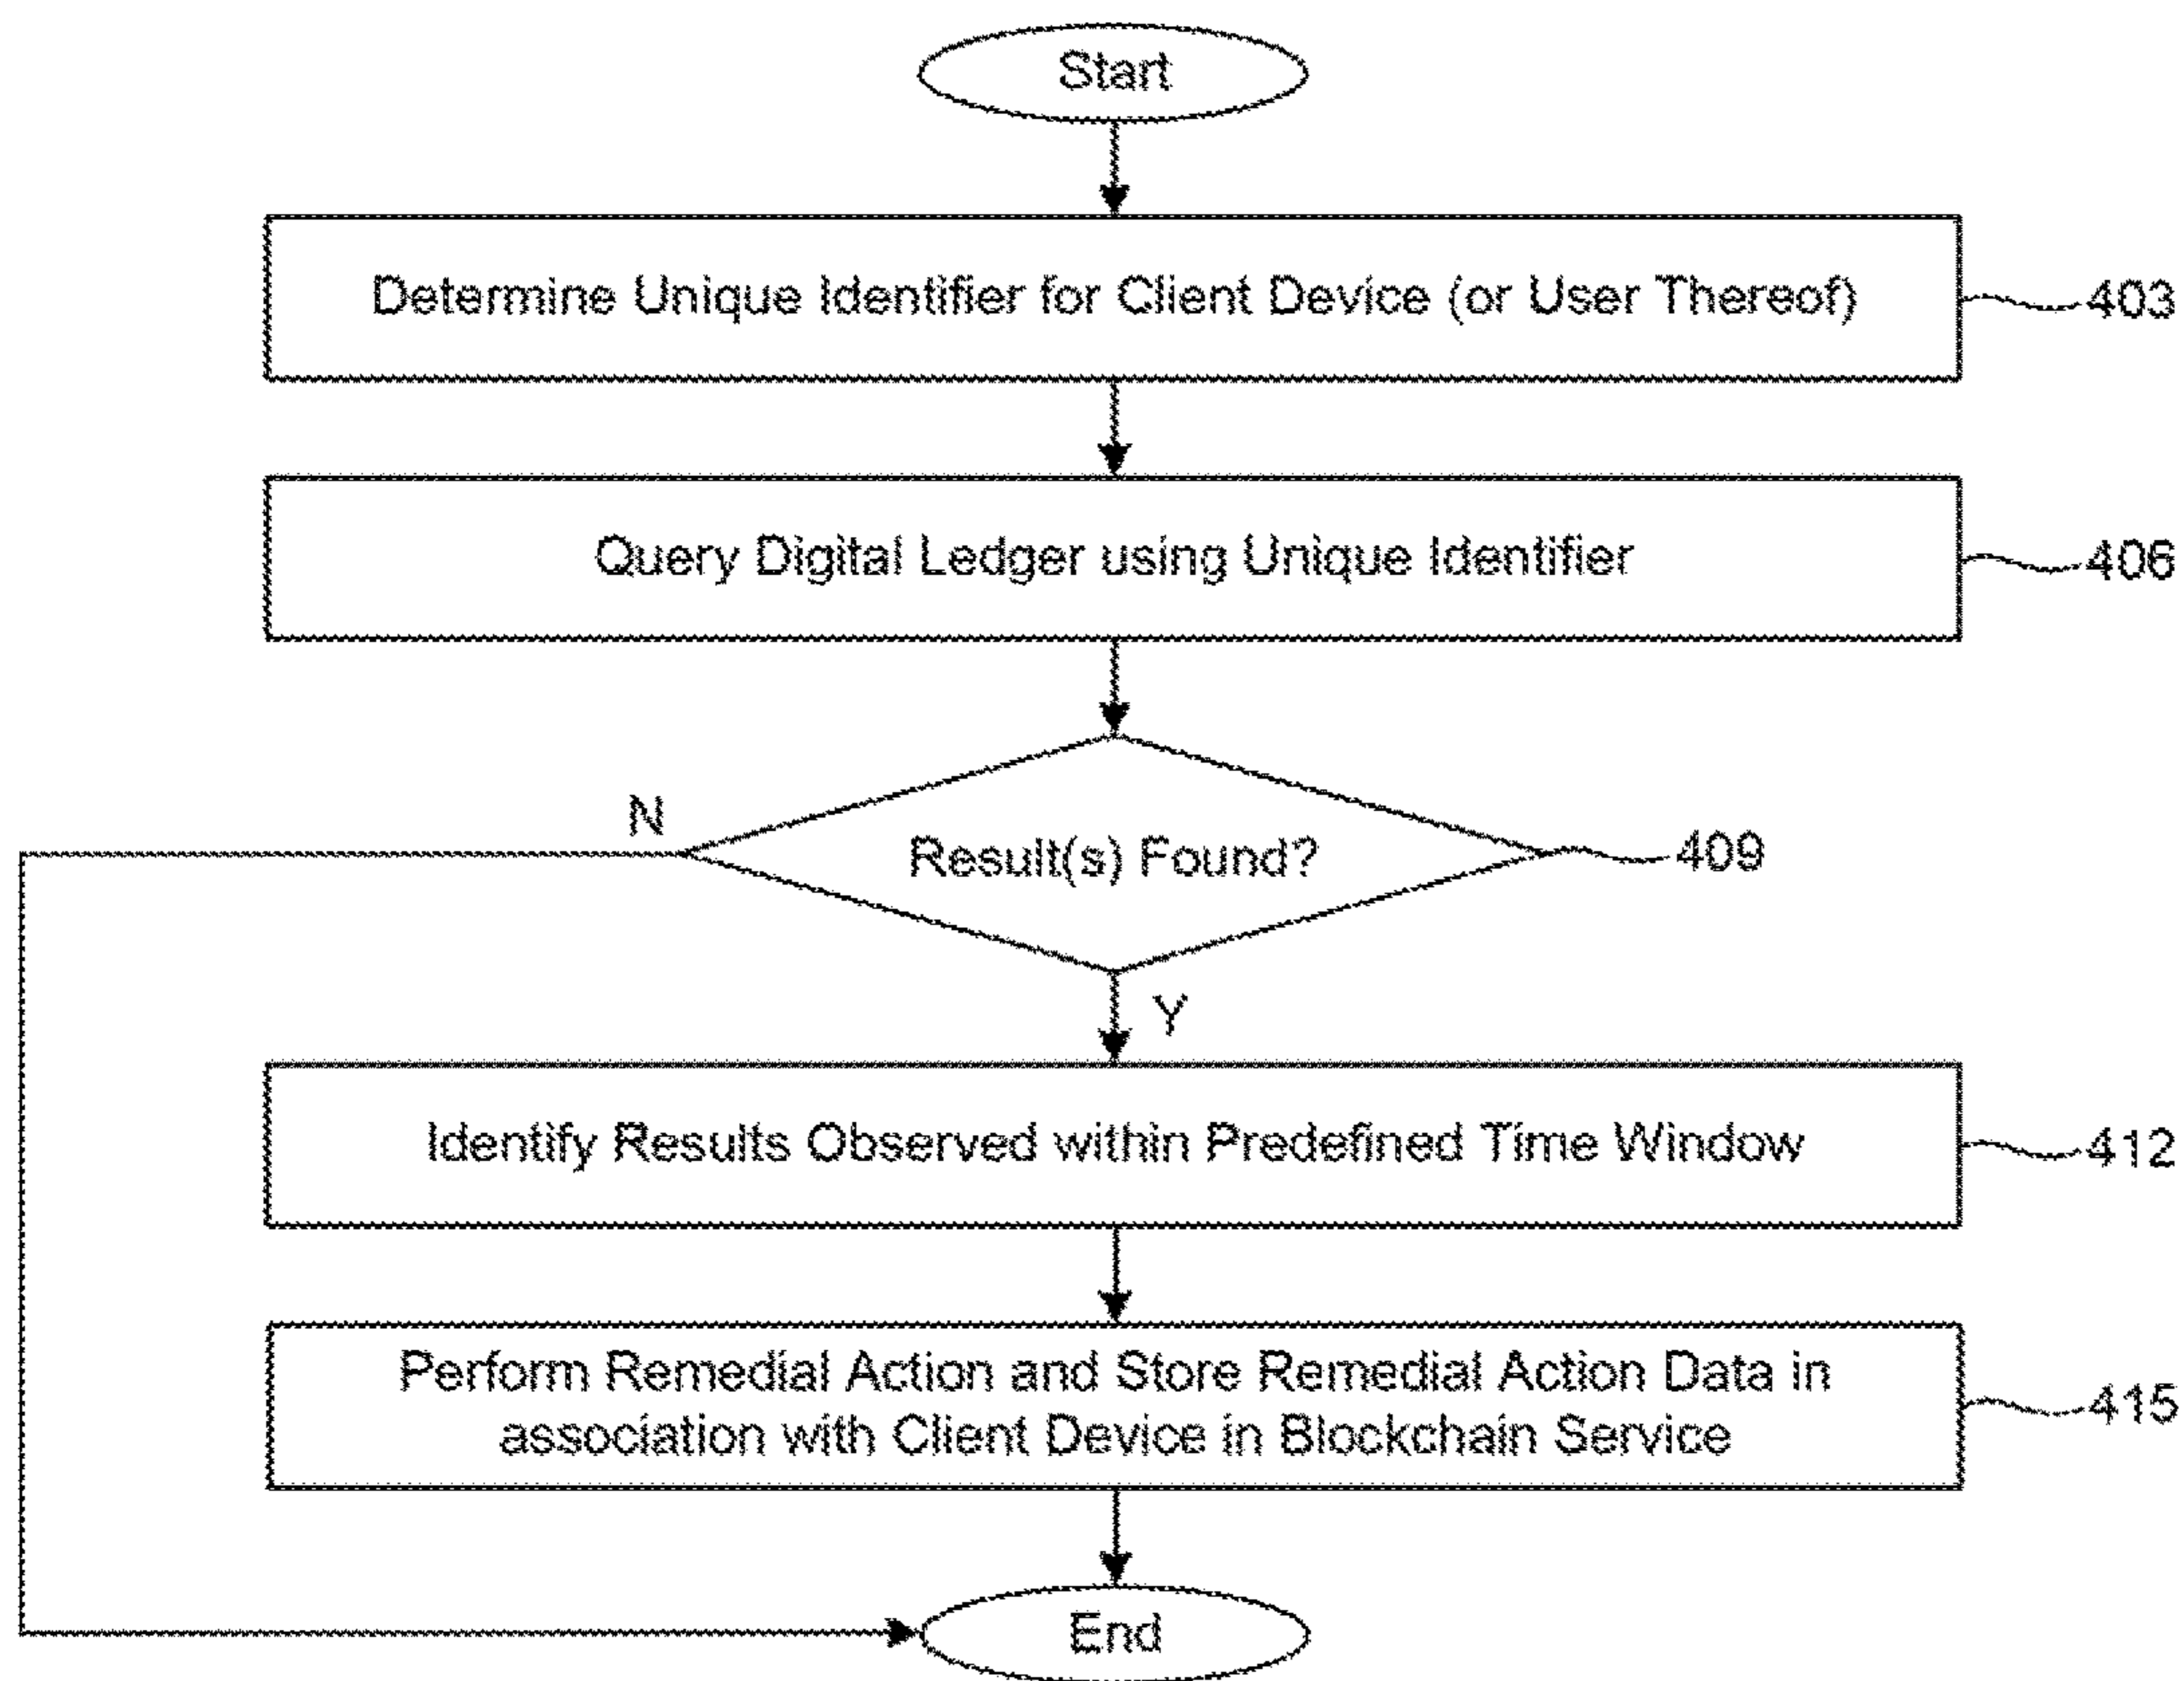 Start
Determine Unique Identifier for Client Device (or User Thereof)
403
Query Digital Ledger using Unique Identifier
406
N
Result(s) Found?
409
Y
Identify Results Observed within Predefined Time Window
412
Perform Remedial Action and Store Remedial Action Data in
association with Client Device in Blockchain Service
415
End